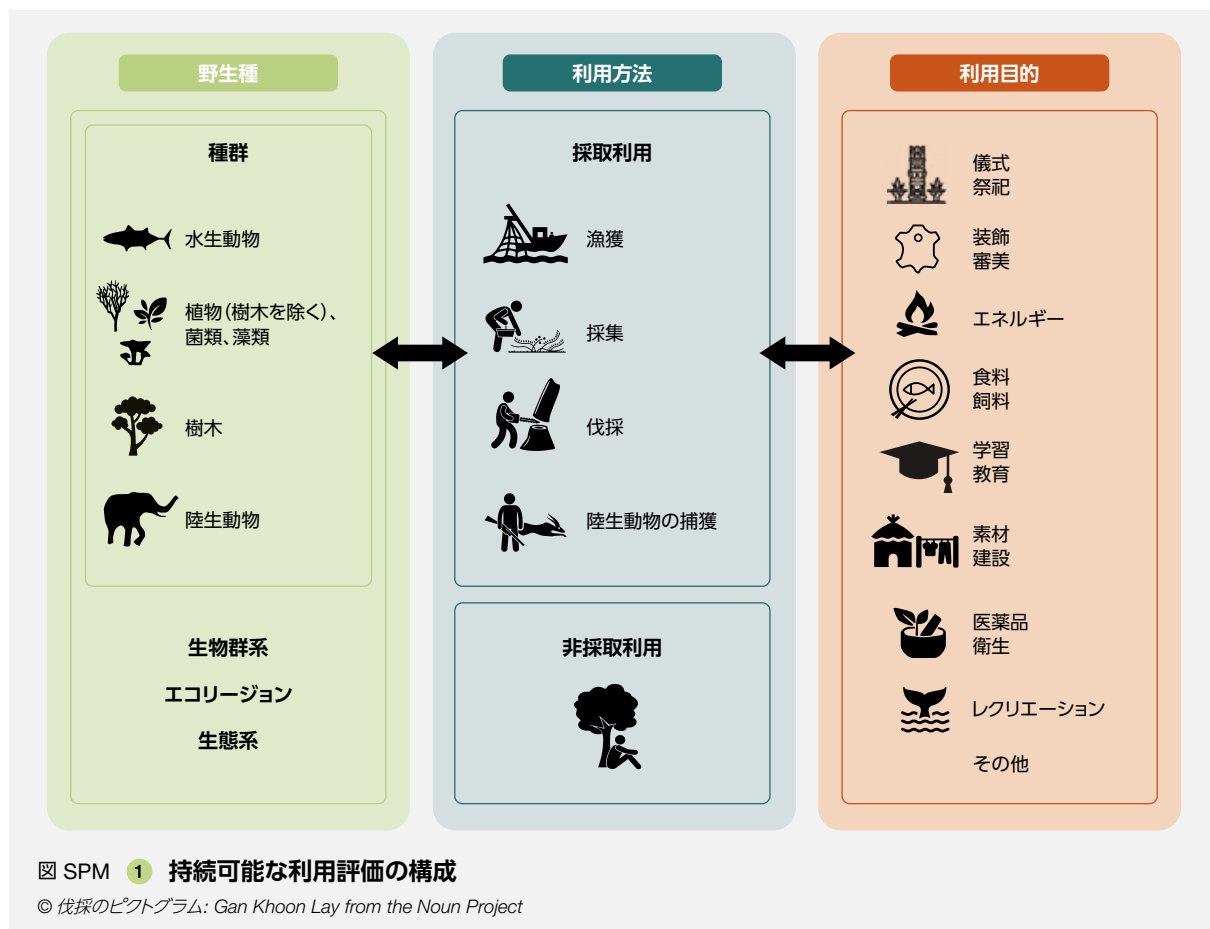 野生種
種群
水生動物
植物（樹木を除く）、
菌類、藻類
樹木
陸生動物
生物群系
エコリージョン
生態系
利用方法
採取利用
漁獲
採集
伐採
陸生動物の捕獲
非採取利用
利用目的
儀式
祭祀
装飾
審美
エネルギー
食料
飼料
学習
教育
素材
建設
医薬品
衛生
レクリエーション
その他
図 SPM 1 持続可能な利用評価の構成
© 伐採のピクトグラム: Gan Khoon Lay from the Noun Project